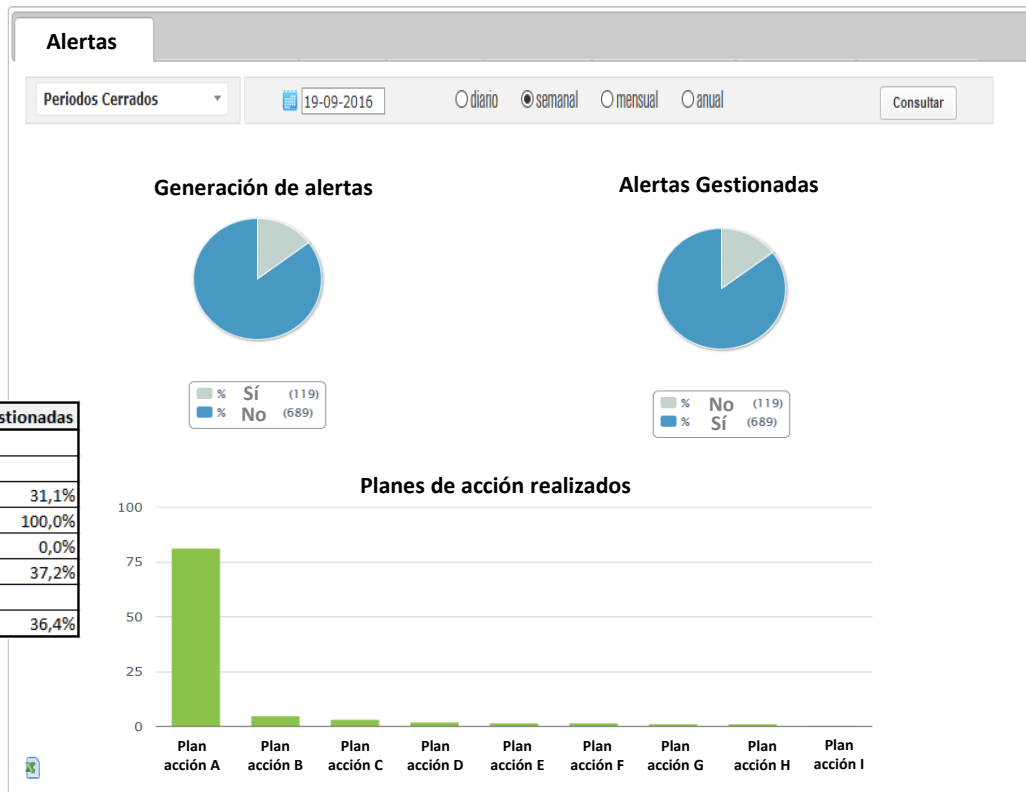 Alertas
Periodos Cerrados
19-09-2016
diario semanal mensual anual
Consultar
Generación de alertas
Alertas Gestionadas
% Sí (119)
% No (689)
% No (119)
% Sí (689)
stionadas
31,1%
100,0%
0,0%
37,2%
36,4%
Planes de acción realizados
100
75
50
25
0
Plan acción A
Plan acción B
Plan acción C
Plan acción D
Plan acción E
Plan acción F
Plan acción G
Plan acción H
Plan acción I